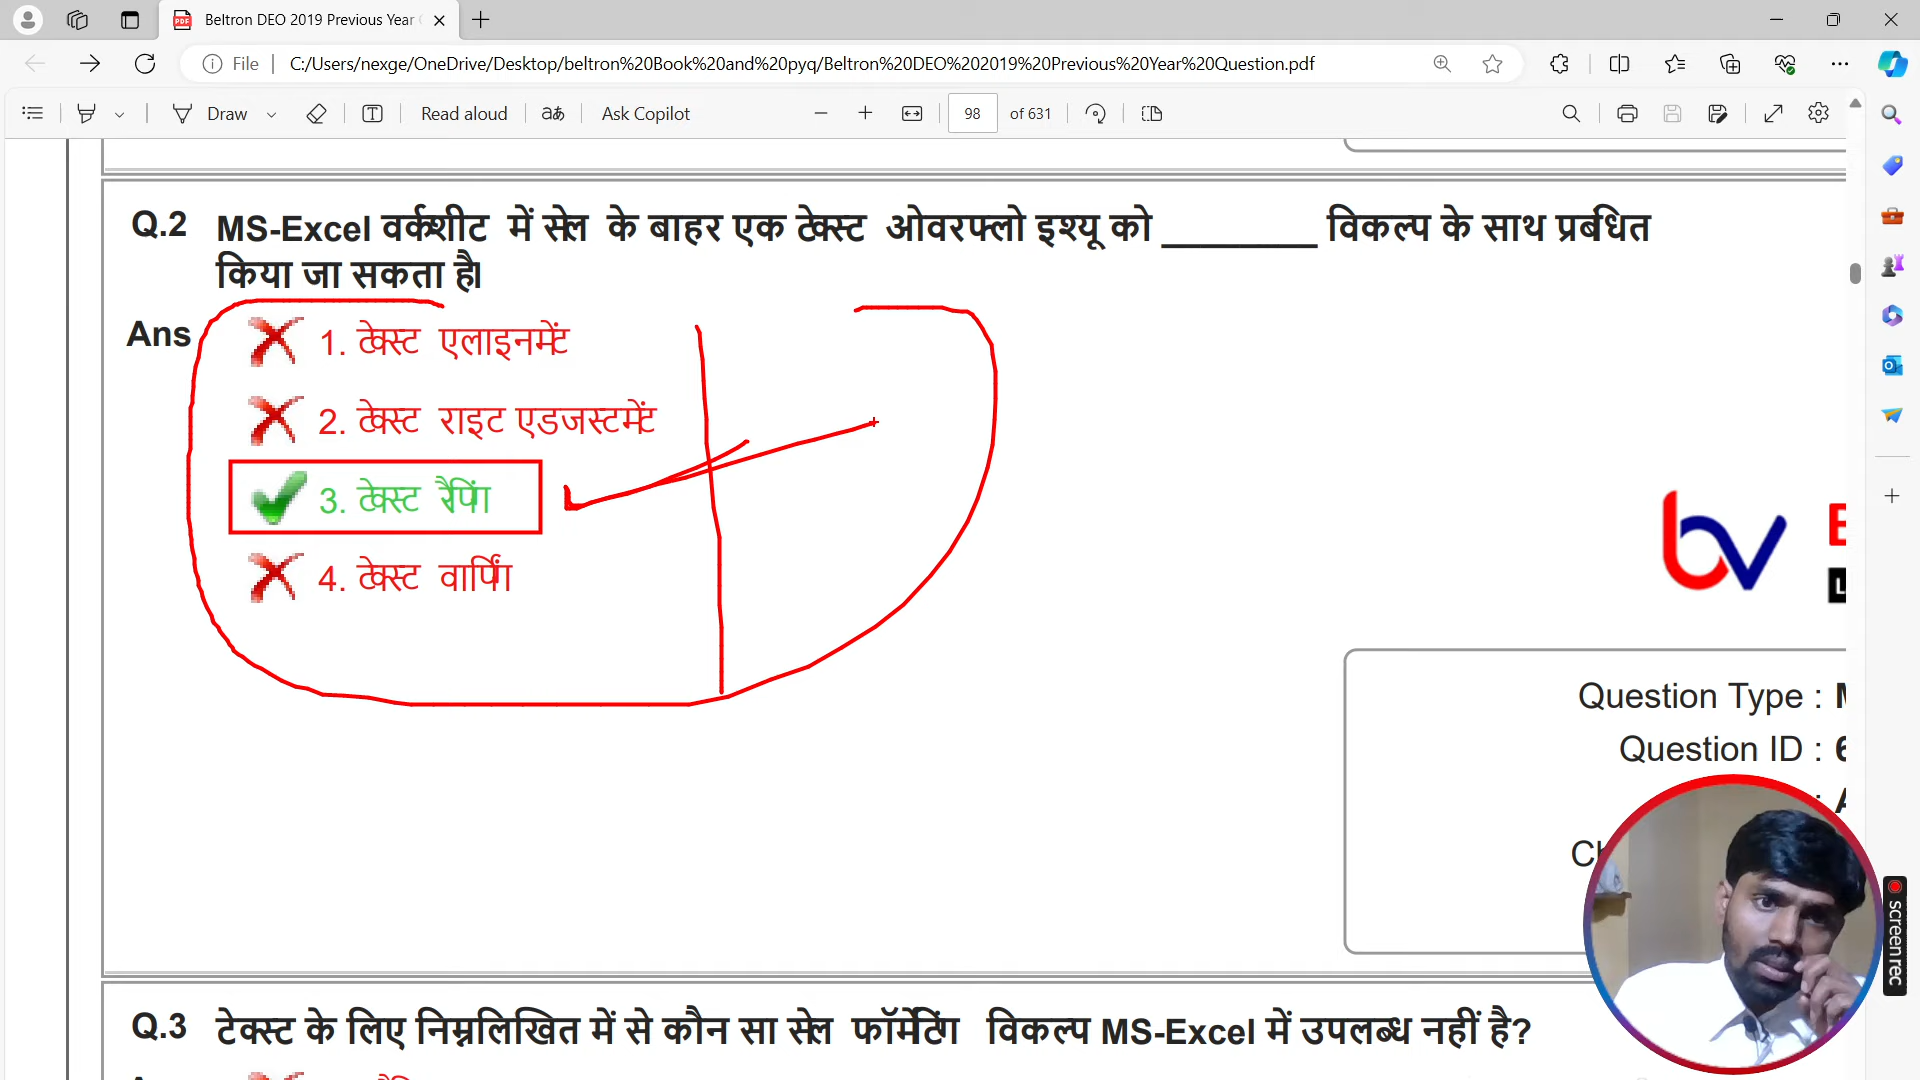 Beltron DEO 2019 Previous Year
File
C:/Users/nexge/OneDrive/Desktop/beltron%20Book%20and%20pyq/Beltron%20DEO%202019%20Previous%20Year%20Question.pdf
Draw
Read aloud
aあ
Ask Copilot
98 of 631
Q.2 MS-Excel वर्कशीट में सेल के बाहर एक टेक्स्ट ओवरफ्लो इश्यू को ________ विकल्प के साथ प्रबंधित
किया जा सकता है।
Ans
1. टेक्स्ट एलाइनमेंट
2. टेक्स्ट राइट एडजस्टमेंट
3. टेक्स्ट रैपिंग
4. टेक्स्ट वार्पिंग
bv
Question Type :
Question ID :
Q.3 टेक्स्ट के लिए निम्नलिखित में से कौन सा सेल फॉर्मेटिंग विकल्प MS-Excel में उपलब्ध नहीं है?
screenrec